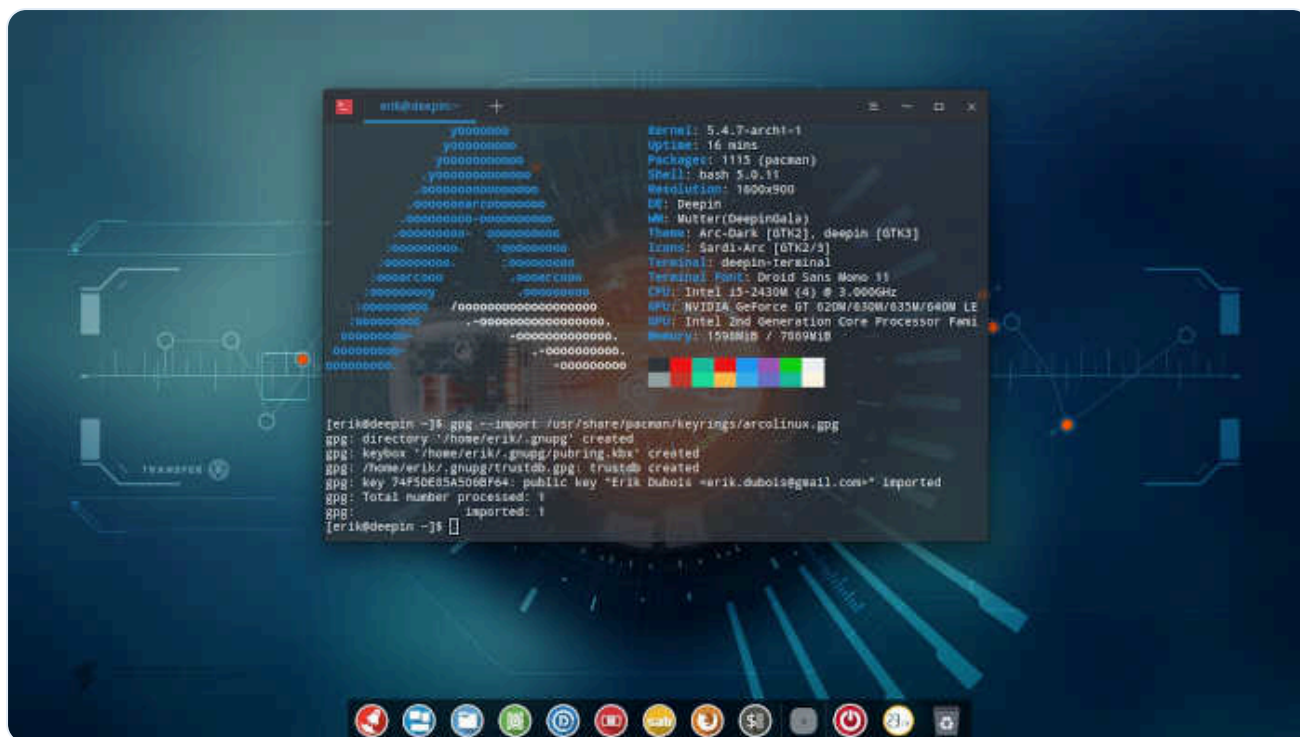 erik@deepin:~
Kernel: 5.4.7-arch1-1
Uptime: 16 mins
Packages: 1115 (pacman)
Shell: bash 5.0.11
Resolution: 1600x900
DE: Deepin
WM: Mutter(DeepinGala)
Theme: Arc-Dark [GTK2], deepin [GTK3]
Icons: Sardi-Arc [GTK2/3]
Terminal: deepin-terminal
Terminal Font: Droid Sans Mono 11
CPU: Intel i5-2430M (4) @ 3.000GHz
GPU: NVIDIA GeForce GT 620M/630M/635M/640M LE
GPU: Intel 2nd Generation Core Processor Fami
Memory: 1598MiB / 7869MiB
[erik@deepin ~]$ gpg --import /usr/share/pacman/keyrings/arcolinux.gpg
gpg: directory '/home/erik/.gnupg' created
gpg: keybox '/home/erik/.gnupg/pubring.kbx' created
gpg: /home/erik/.gnupg/trustdb.gpg: trustdb created
gpg: key 74F5DE85A506BF64: public key "Erik Dubois <erik.dubois@gmail.com>" imported
gpg: Total number processed: 1
gpg: imported: 1
[erik@deepin ~]$
TRANSFER
sab